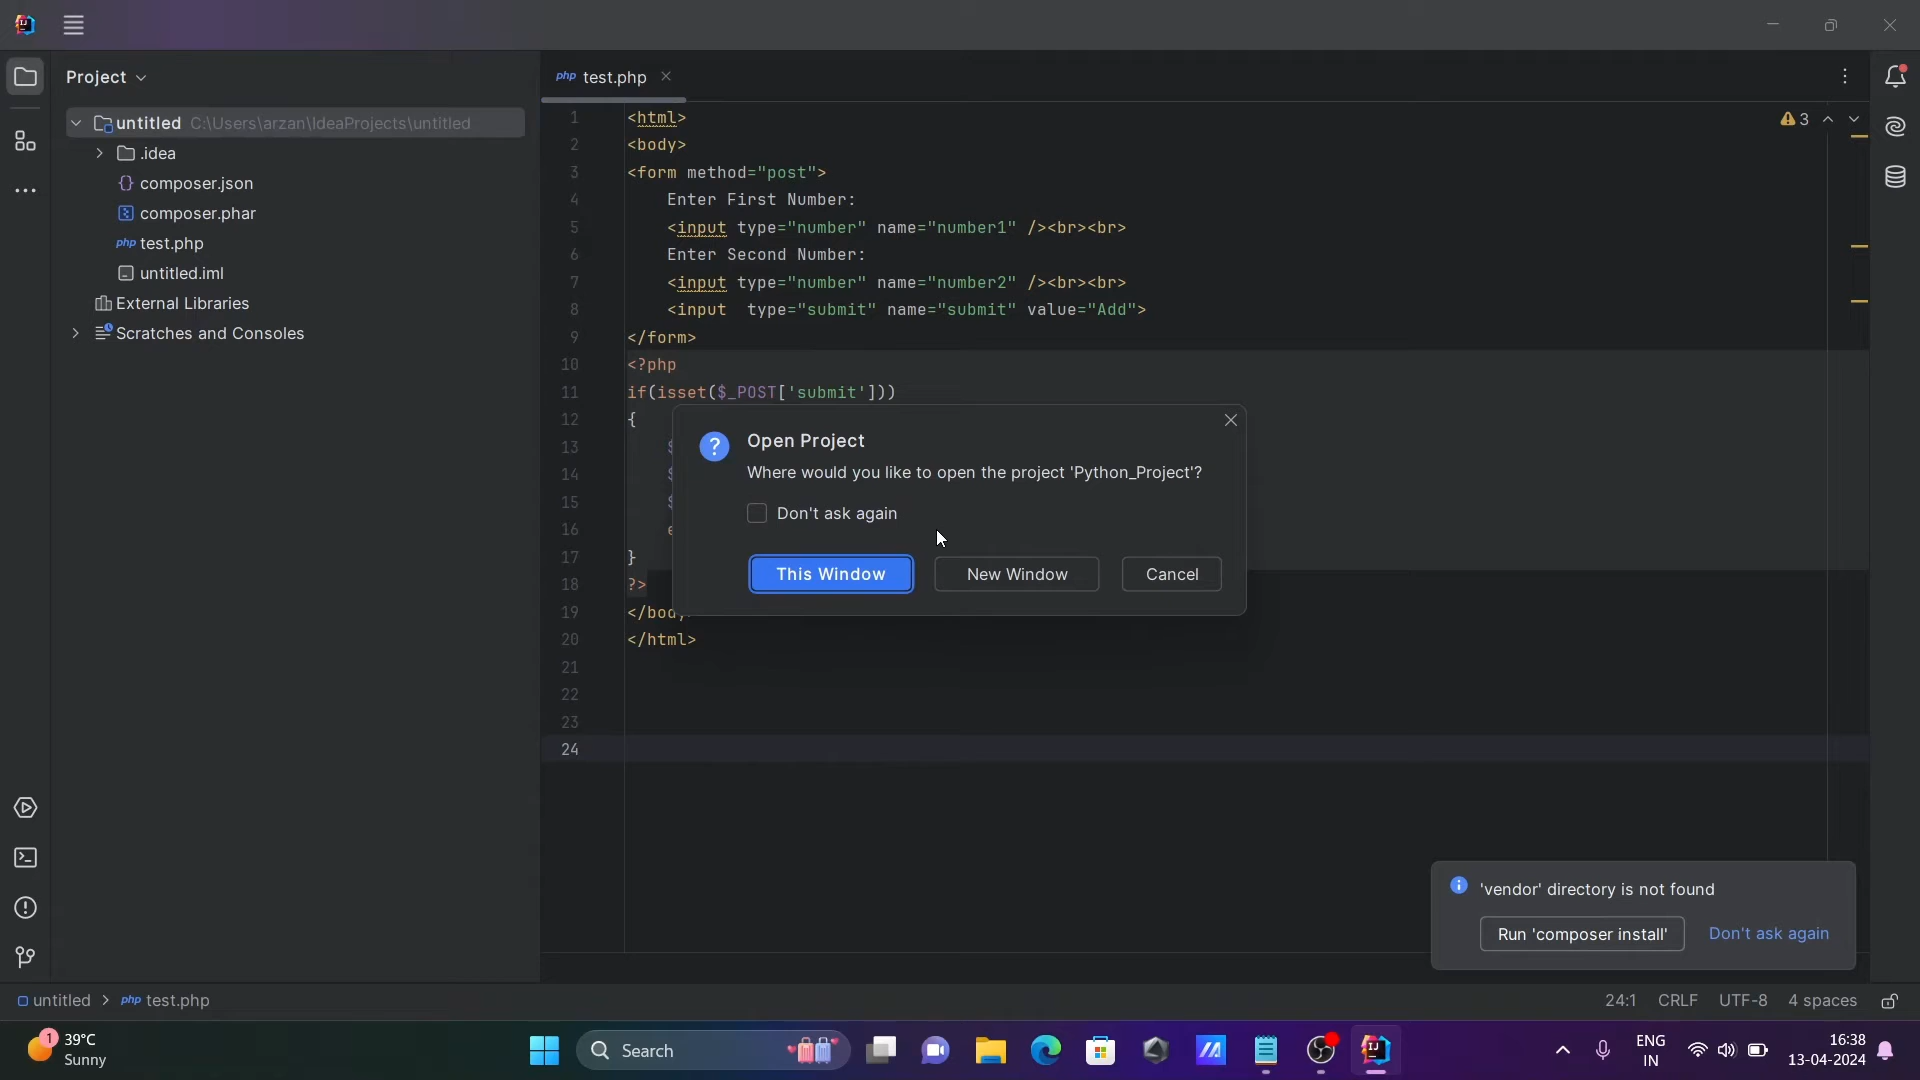 Project
untitled C:\Users\arzan\IdeaProjects\untitled
.idea
composer.json
composer.phar
test.php
untitled.iml
External Libraries
Scratches and Consoles
php test.php
3
1 <html>
2 <body>
3 <form method="post">
4 Enter First Number:
5 <input type="number" name="number1" /><br><br>
6 Enter Second Number:
7 <input type="number" name="number2" /><br><br>
8 <input  type="submit" name="submit" value="Add">
9 </form>
10 <?php
11 if(isset($_POST['submit']))
12 {
13 $
14 $
15 $
16 e
17 }
18 ?>
19 </body>
20 </html>
21
22
23
24
Open Project
Where would you like to open the project 'Python_Project'?
Don't ask again
This Window
New Window
Cancel
'vendor' directory is not found
Run 'composer install'
Don't ask again
untitled > php test.php
24:1 CRLF UTF-8 4 spaces
1
39°C
Sunny
Search
ENG
IN
16:38
13-04-2024